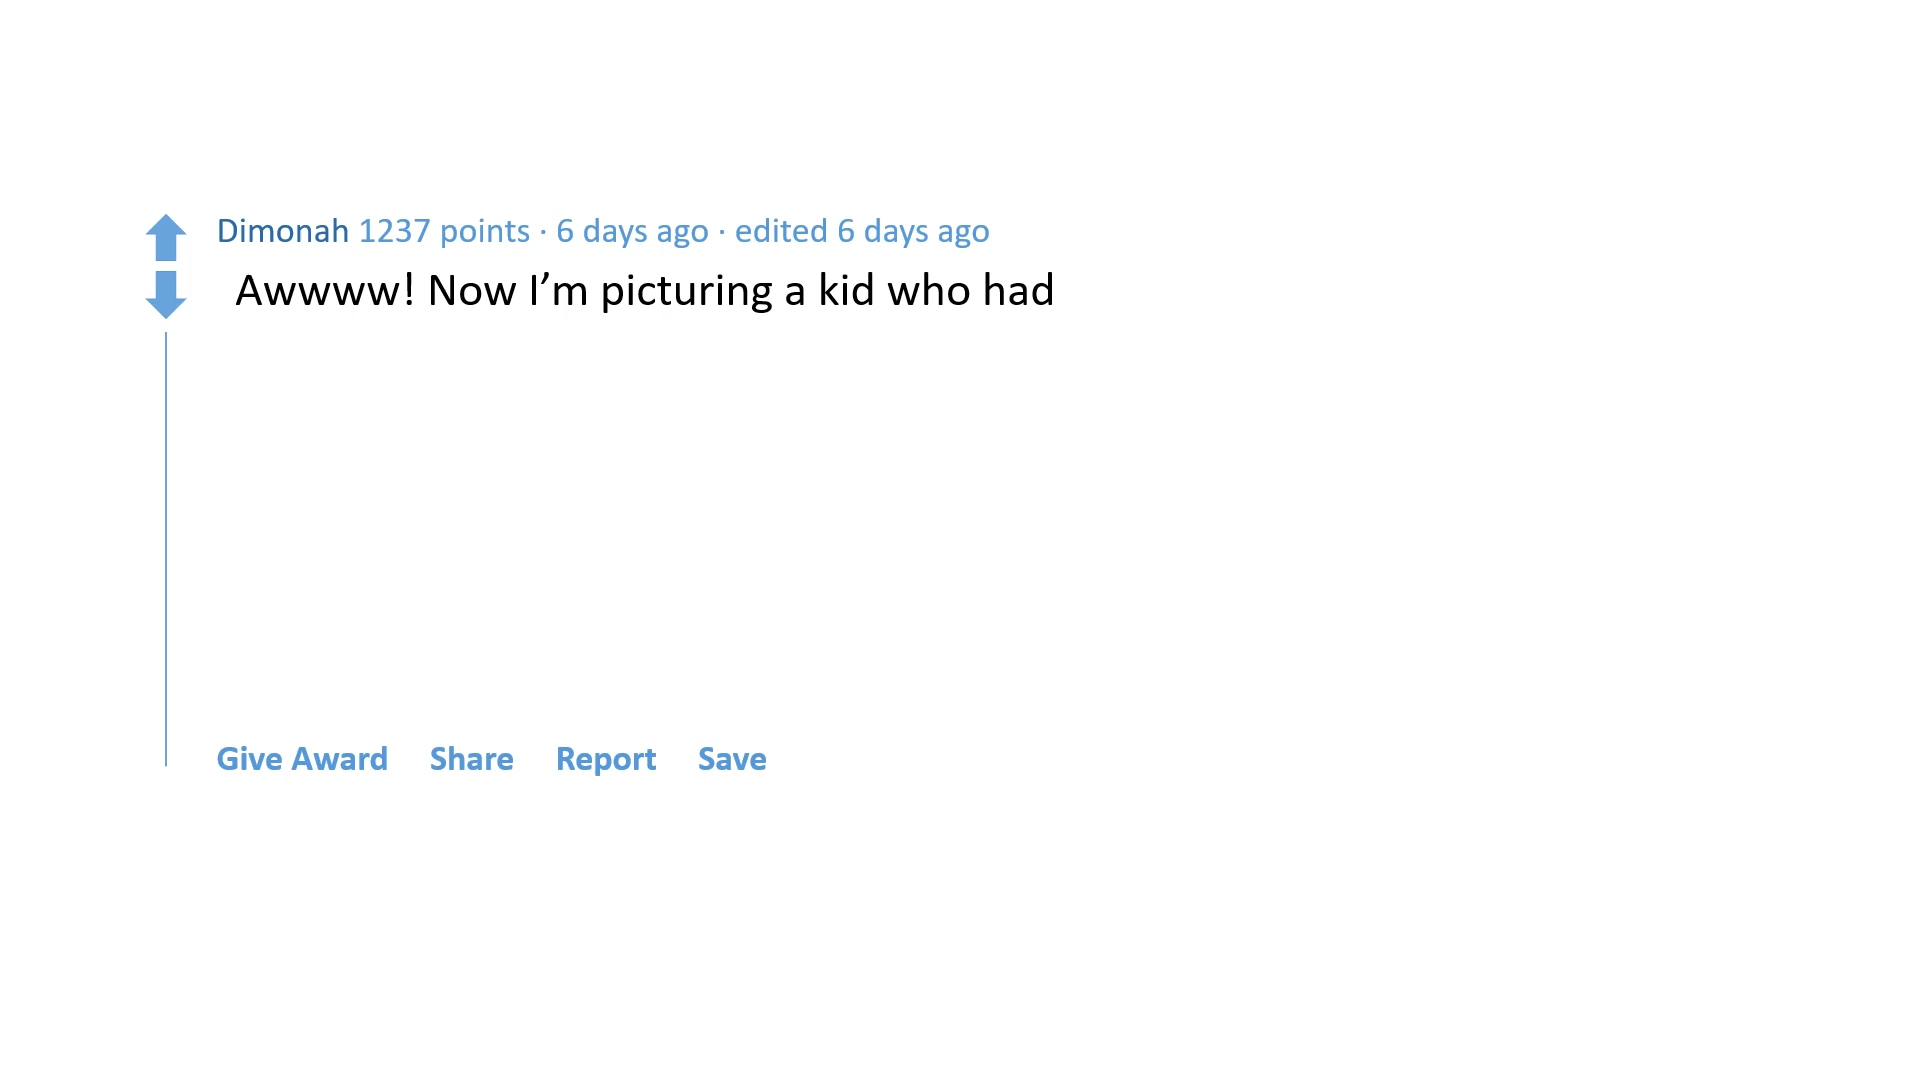 Dimonah 1237 points · 6 days ago · edited 6 days ago
Awwww! Now I’m picturing a kid who had
Give Award Share Report Save